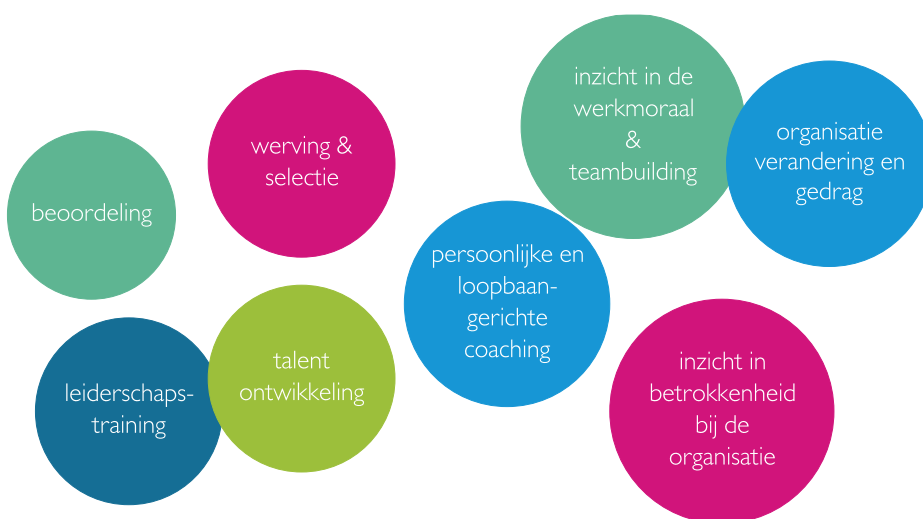 beoordeling
werving &
selectie
inzicht in de
werkmoraal
&
teambuilding
organisatie
verandering en
gedrag
persoonlijke en
loopbaan-
gerichte
coaching
leiderschaps-
training
talent
ontwikkeling
inzicht in
betrokkenheid
bij de
organisatie